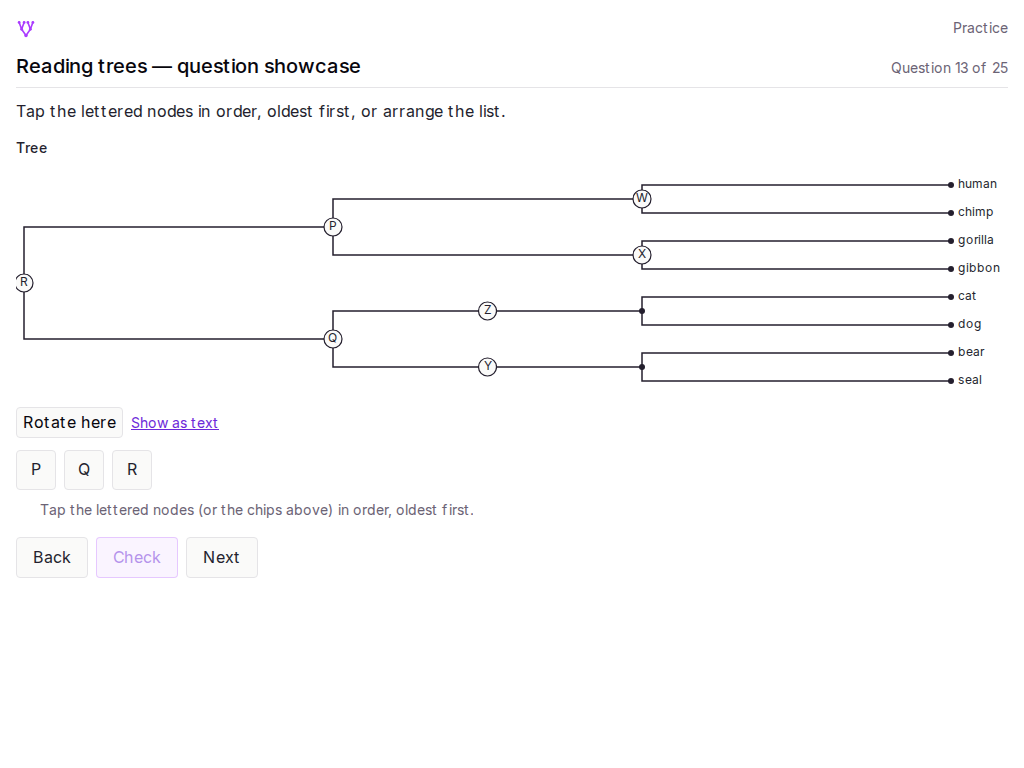 Practice
Reading trees — question showcase
Question 13 of 25
Tap the lettered nodes in order, oldest first, or arrange the list.
Tree
human
W
chimp
P
gorilla
X
gibbon
R
cat
Z
dog
Q
bear
Y
seal
Rotate here Show as text
P Q R
Tap the lettered nodes (or the chips above) in order, oldest first.
Back Check Next